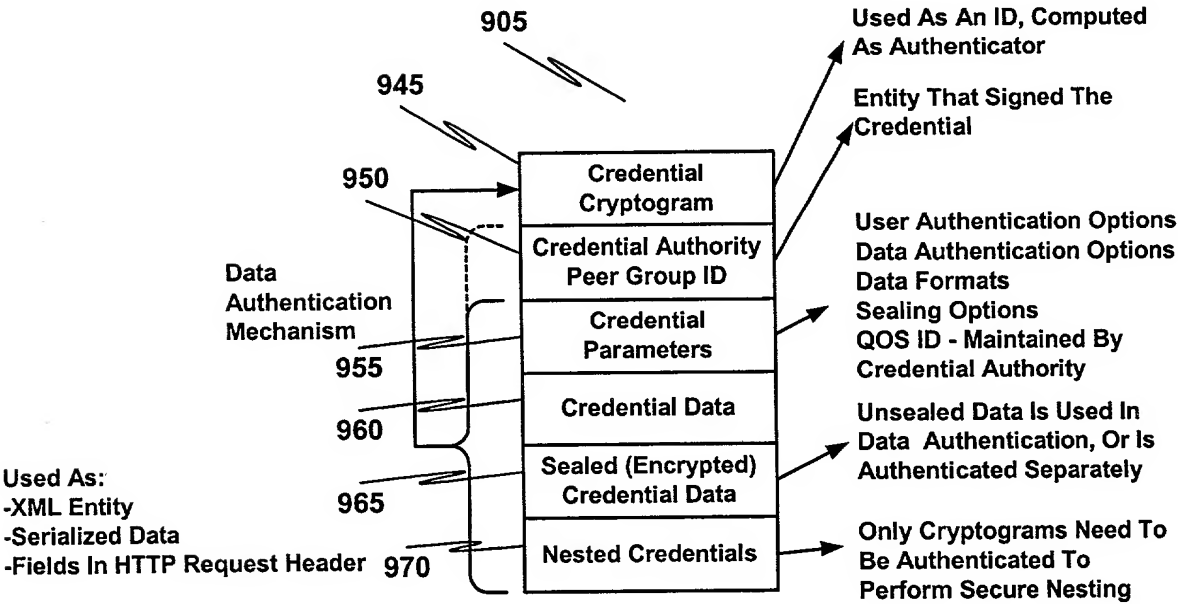 905
Used As An ID, Computed
As Authenticator
945
Entity That Signed The
Credential
Credential
Cryptogram
950
Credential Authority
Peer Group ID
User Authentication Options
Data Authentication Options
Data Formats
Sealing Options
QOS ID - Maintained By
Credential Authority
Data
Authentication
Mechanism
Credential
Parameters
955
Credential Data
960
Unsealed Data Is Used In
Data Authentication, Or Is
Authenticated Separately
Sealed (Encrypted)
Credential Data
965
Used As:
-XML Entity
-Serialized Data
-Fields In HTTP Request Header
970
Nested Credentials
Only Cryptograms Need To
Be Authenticated To
Perform Secure Nesting